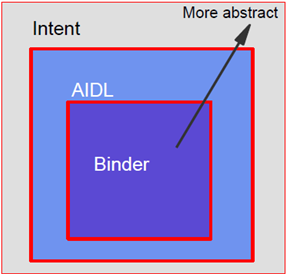 More abstract
Intent
AIDL
Binder